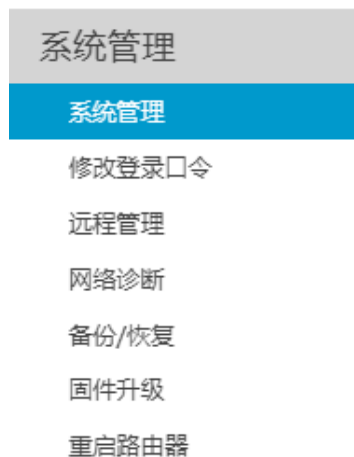 系统管理
系统管理
修改登录口令
远程管理
网络诊断
备份/恢复
固件升级
重启路由器